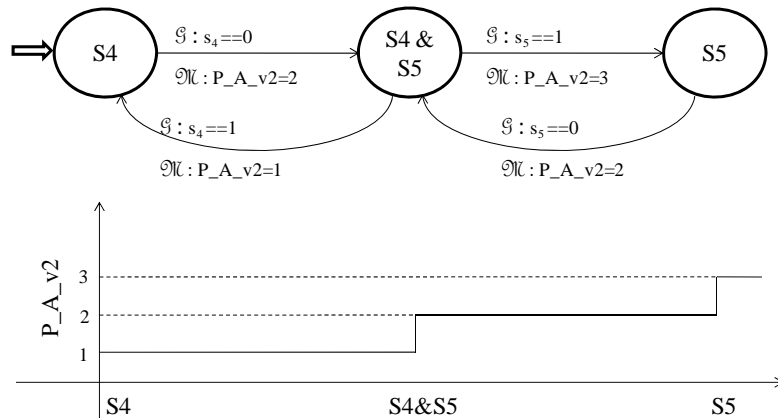 S4
𝒢 : s₄==0
ℳ : P_A_v2=2
S4 &
S5
𝒢 : s₅==1
ℳ : P_A_v2=3
S5
𝒢 : s₄==1
ℳ : P_A_v2=1
𝒢 : s₅==0
ℳ : P_A_v2=2
P_A_v2
3
2
1
S4
S4&S5
S5